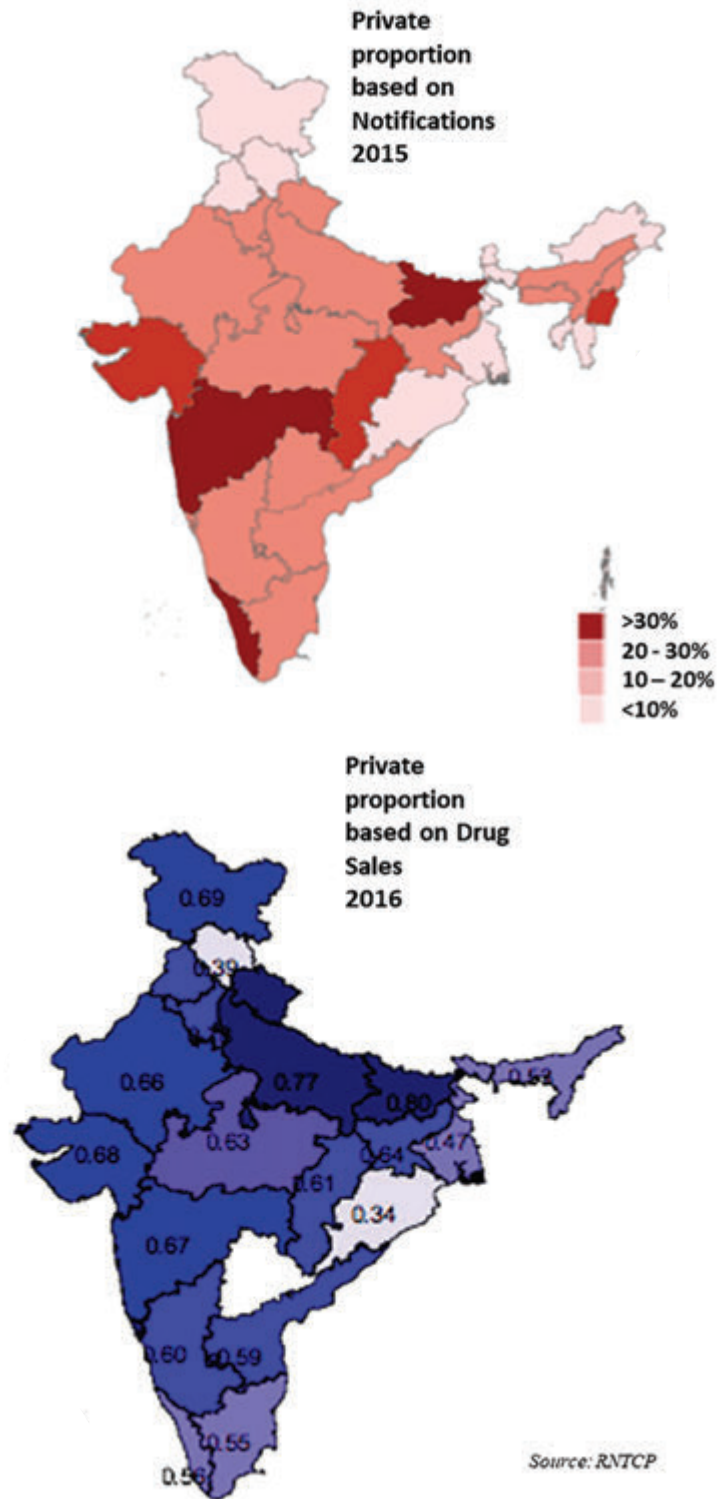 Private
proportion
based on
Notifications
2015
>30%
20 - 30%
10 – 20%
<10%
Private
proportion
based on Drug
Sales
2016
0.69
0.39
0.66
0.77
0.80
0.53
0.68
0.63
0.64
0.47
0.61
0.34
0.67
0.60
0.59
0.55
0.56
Source: RNTCP